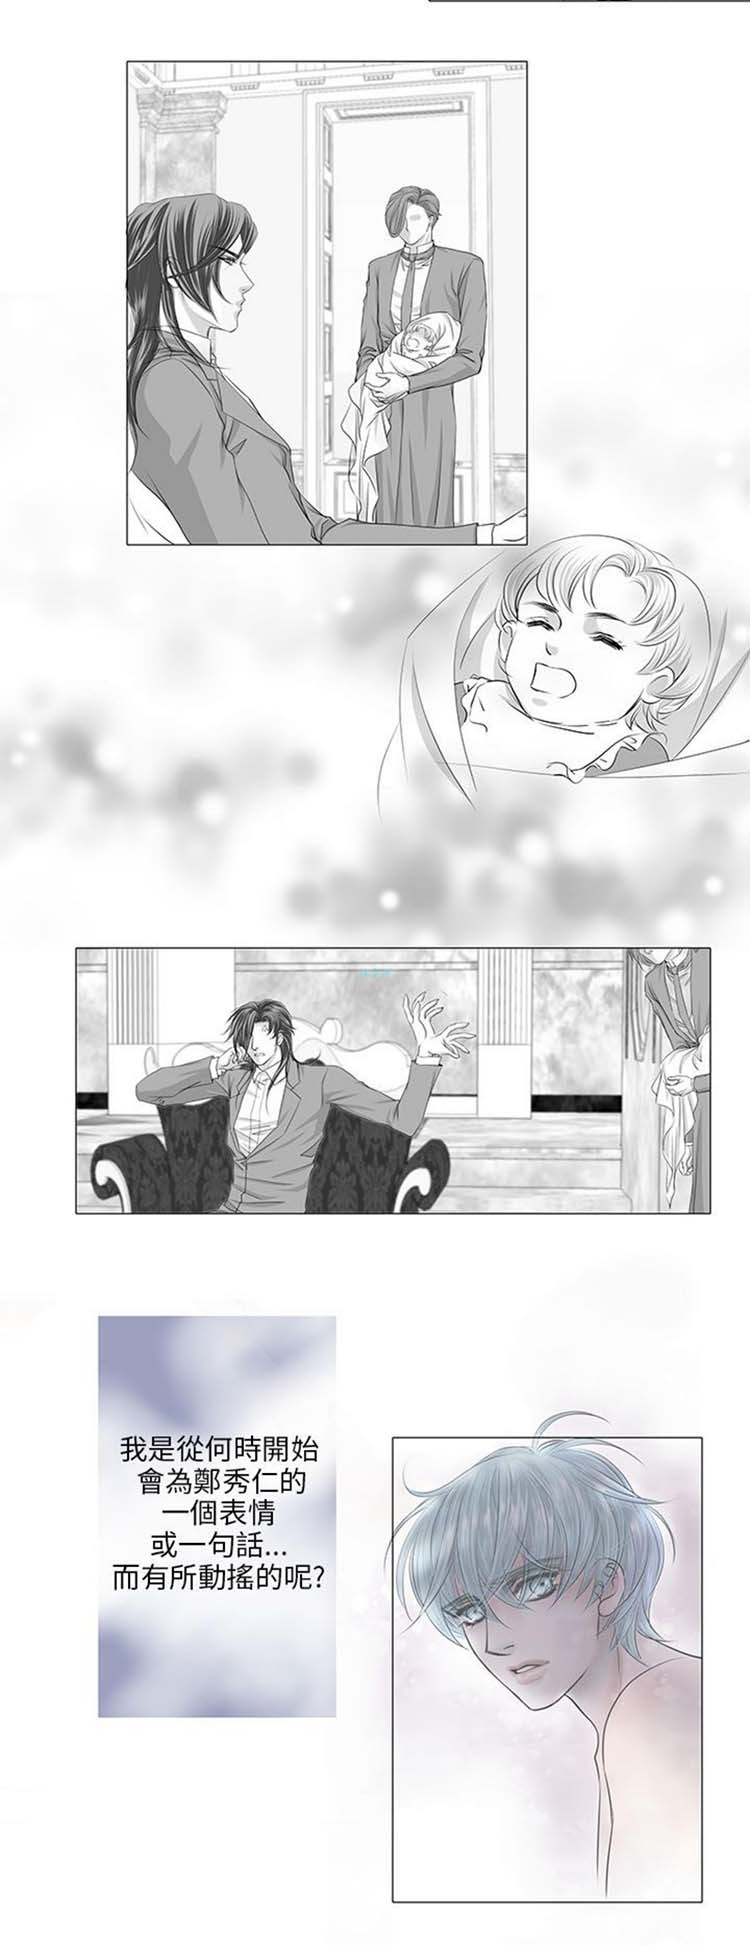 我是從何時開始
會為鄭秀仁的
一個表情
或一句話...
而有所動搖的呢?